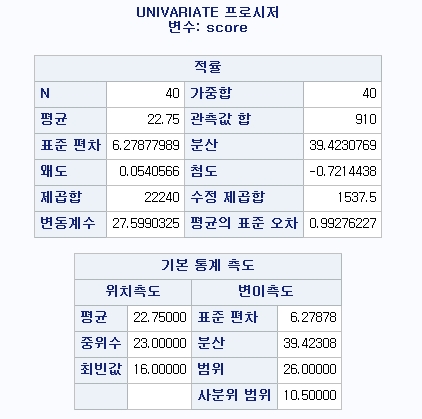 UNIVARIATE 프로시저
변수: score
적률
N 40 가중합 40
평균 22.75 관측값 합 910
표준 편차 6.27877989 분산 39.4230769
왜도 0.0540566 첨도 -0.7214438
제곱합 22240 수정 제곱합 1537.5
변동계수 27.5990325 평균의 표준 오차 0.99276227
기본 통계 측도
위치측도 변이측도
평균 22.75000 표준 편차 6.27878
중위수 23.00000 분산 39.42308
최빈값 16.00000 범위 26.00000
사분위 범위 10.50000